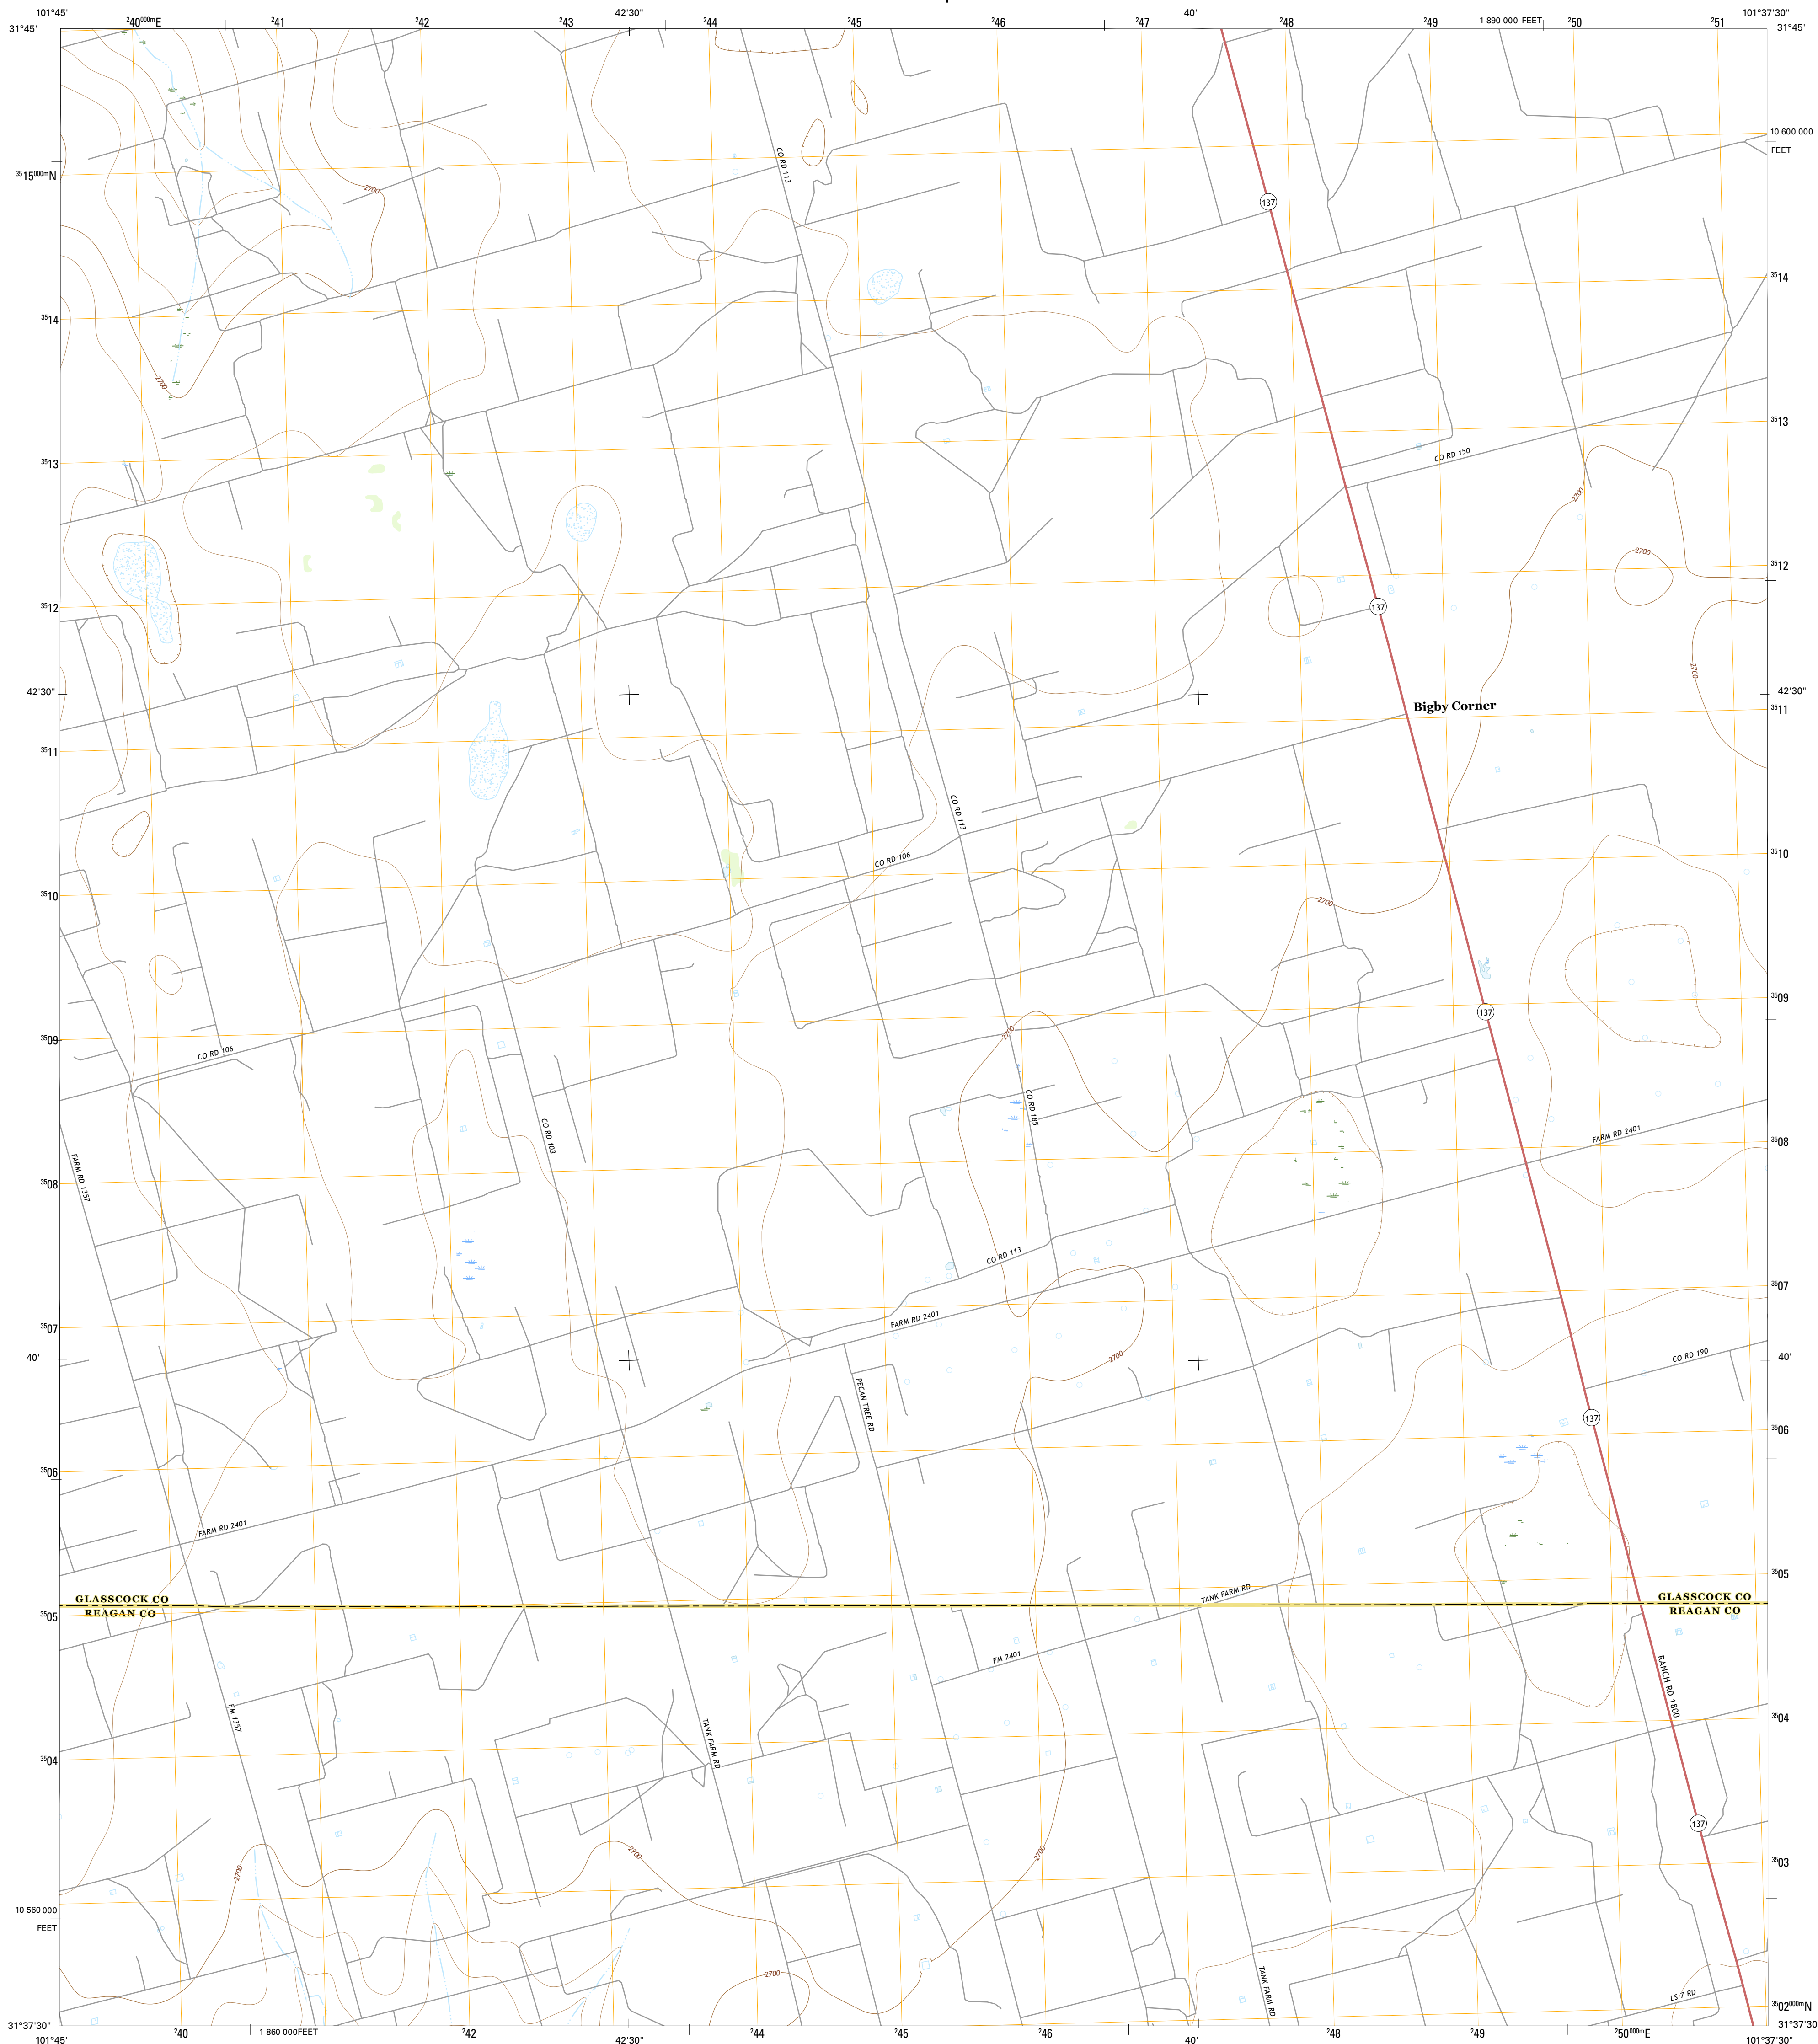 101°45'
²40⁰⁰⁰ᵐE
²41
²42
²43
42'30"
²44
²45
²46
²47
40'
²48
²49
1 890 000 FEET
²50
²51
101°37'30"
31°45'
31°45'
10 600 000
FEET
CO RD 113
³⁵15⁰⁰⁰ᵐN
2700
137
³⁵14
³⁵14
2700
³⁵13
³⁵13
CO RD 150
2700
2700
³⁵12
³⁵12
137
2700
42'30"
42'30"
Bigby Corner
³⁵11
³⁵11
CO RD 113
CO RD 106
³⁵10
³⁵10
2700
³⁵09
137
2700
³⁵09
CO RD 106
CO RD 185
CO RD 103
FARM RD 2401
³⁵08
FARM RD 1357
³⁵08
CO RD 113
³⁵07
FARM RD 2401
³⁵07
40'
2700
CO RD 190
40'
PECAN TREE RD
137
³⁵06
³⁵06
FARM RD 2401
³⁵05
TANK FARM RD
GLASSCOCK CO
GLASSCOCK CO
REAGAN CO
REAGAN CO
³⁵05
FM 2401
RANCH RD 1800
FM 1357
TANK FARM RD
³⁵04
³⁵04
137
2700
2700
2700
³⁵03
10 560 000
FEET
2700
TANK FARM RD
LS 7 RD
³⁵02⁰⁰⁰ᵐN
31°37'30"
31°37'30
101°45'
²40
1 860 000FEET
²42
42'30"
²44
²45
²46
40'
²48
²49
²50⁰⁰⁰ᵐE
101°37'30"